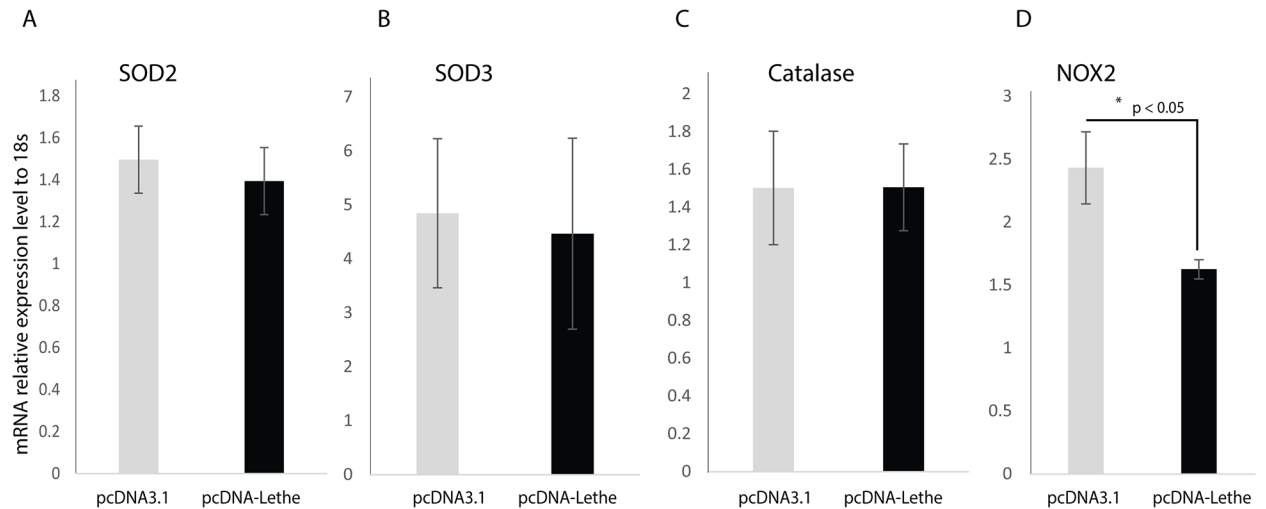 A
SOD2
mRNA relative expression level to 18s
1.8
1.6
1.4
1.2
1
0.8
0.6
0.4
0.2
0
pcDNA3.1 pcDNA-Lethe
B
SOD3
7
6
5
4
3
2
1
0
pcDNA3.1 pcDNA-Lethe
C
Catalase
2
1.8
1.6
1.4
1.2
1
0.8
0.6
0.4
0.2
0
pcDNA3.1 pcDNA-Lethe
D
NOX2
* p < 0.05
3
2.5
2
1.5
1
0.5
0
pcDNA3.1 pcDNA-Lethe